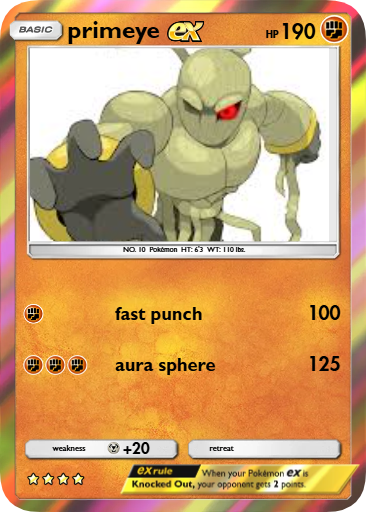 BASIC primeye ex HP 190
NO. 10 Pokémon HT: 6'3 WT: 110 lbs.
fast punch 100
aura sphere 125
weakness +20 retreat
ex rule When your Pokémon ex is
Knocked Out, your opponent gets 2 points.